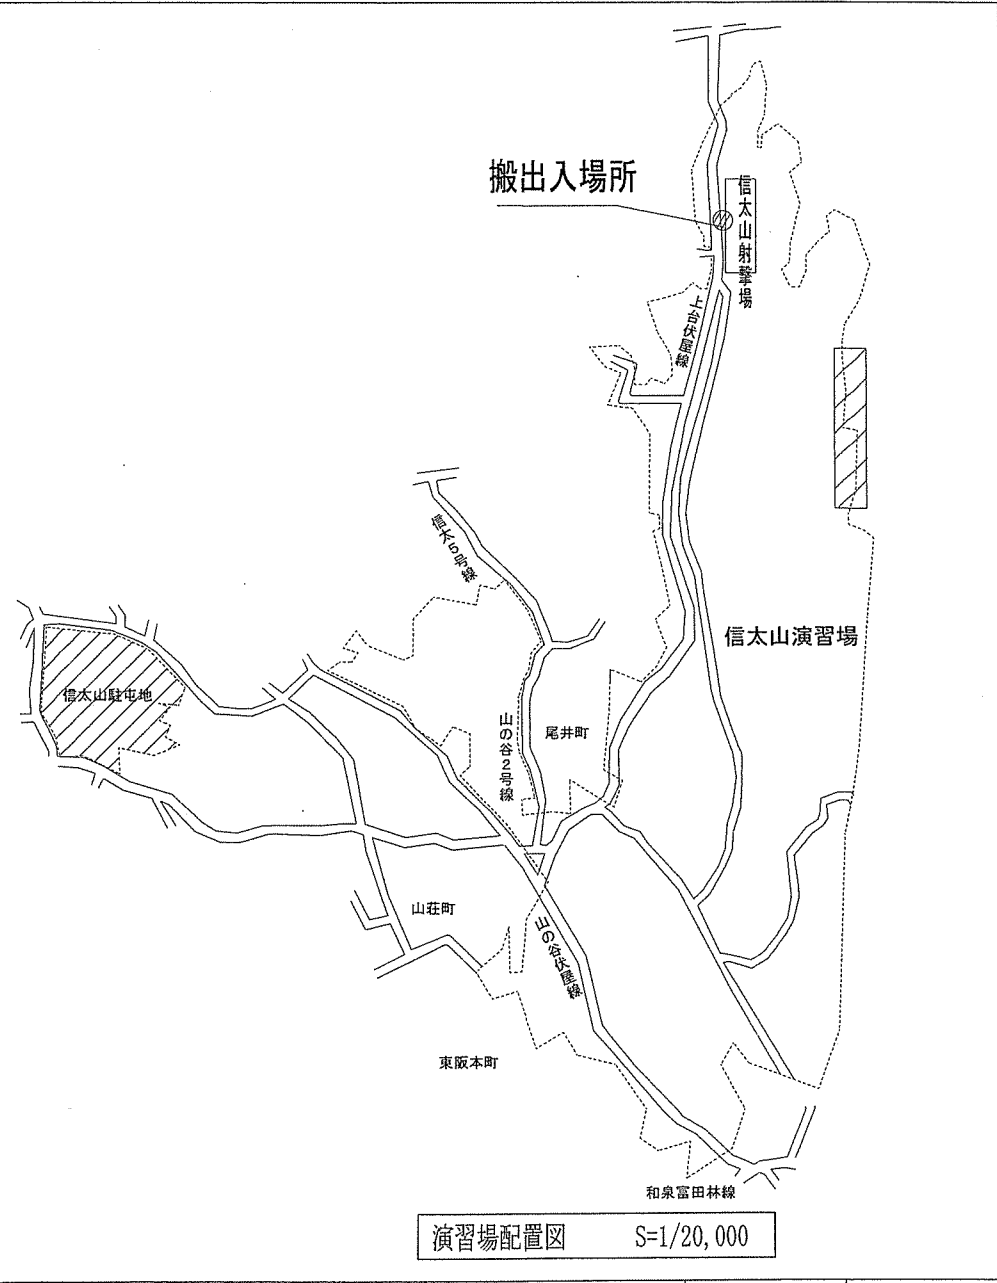 搬出入場所
信太山射撃場
上台伏屋線
信太5号線
信太山演習場
信太山駐屯地
山の谷2号線
尾井町
山荘町
山の谷伏屋線
東阪本町
和泉富田林線
演習場配置図 S=1/20,000